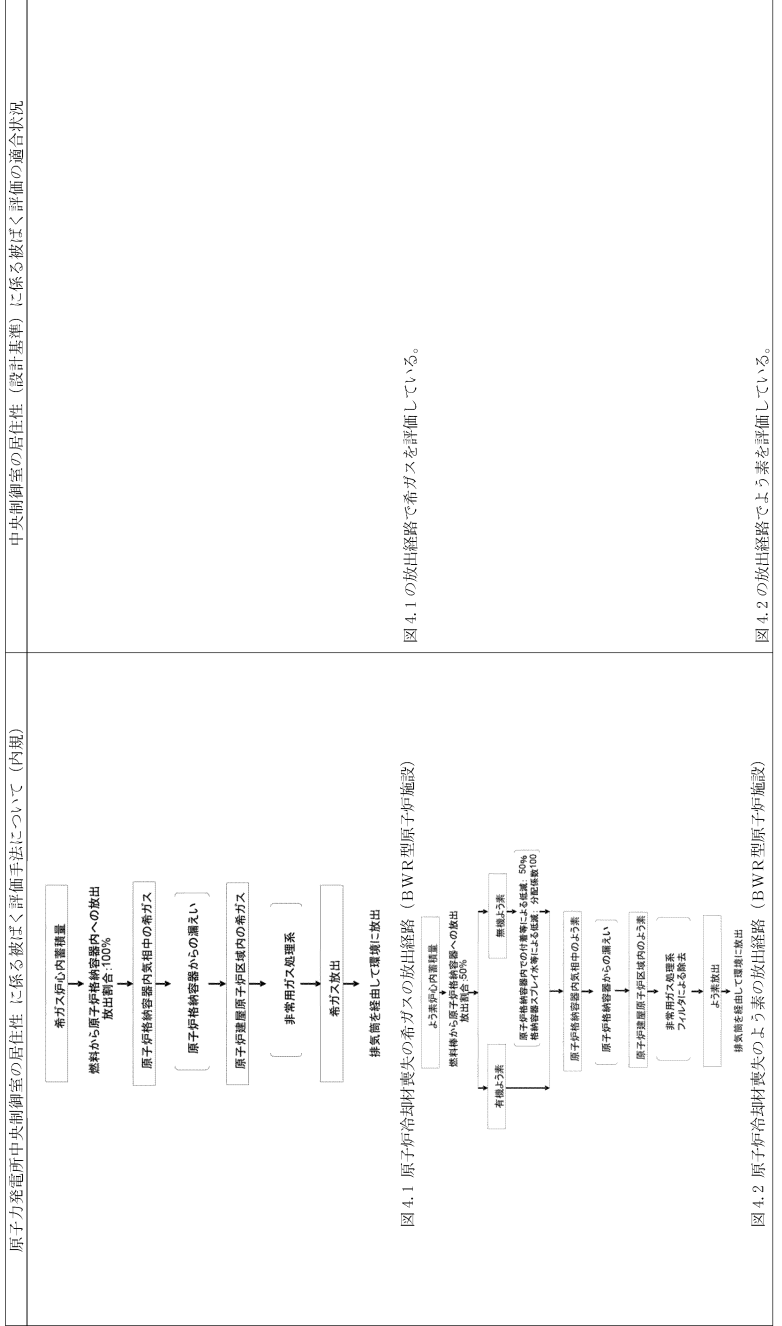 原子力発電所中央制御室の居住性 に係る被ばく評価手法について（内規）
中央制御室の居住性（設計基準）に係る被ばく評価の適合状況
希ガス炉心内蓄積量
燃料から原子炉格納容器内への放出
放出割合:100%
原子炉格納容器内気相中の希ガス
原子炉格納容器からの漏えい
原子炉建屋原子炉区域内の希ガス
非常用ガス処理系
希ガス放出
排気筒を経由して環境に放出
図 4.1 原子炉冷却材喪失の希ガスの放出経路（ＢＷＲ型原子炉施設）
図 4.1 の放出経路で希ガスを評価している。
よう素炉心内蓄積量
燃料棒から原子炉格納容器への放出
放出割合:50%
有機よう素
無機よう素
原子炉格納容器内での付着等による低減：50%
格納容器スプレイ水等による低減：分配係数100
原子炉格納容器内気相中のよう素
原子炉格納容器からの漏えい
原子炉建屋原子炉区域内のよう素
非常用ガス処理系
フィルタによる除去
よう素放出
排気筒を経由して環境に放出
図 4.2 原子炉冷却材喪失のよう素の放出経路（ＢＷＲ型原子炉施設）
図 4.2 の放出経路でよう素を評価している。